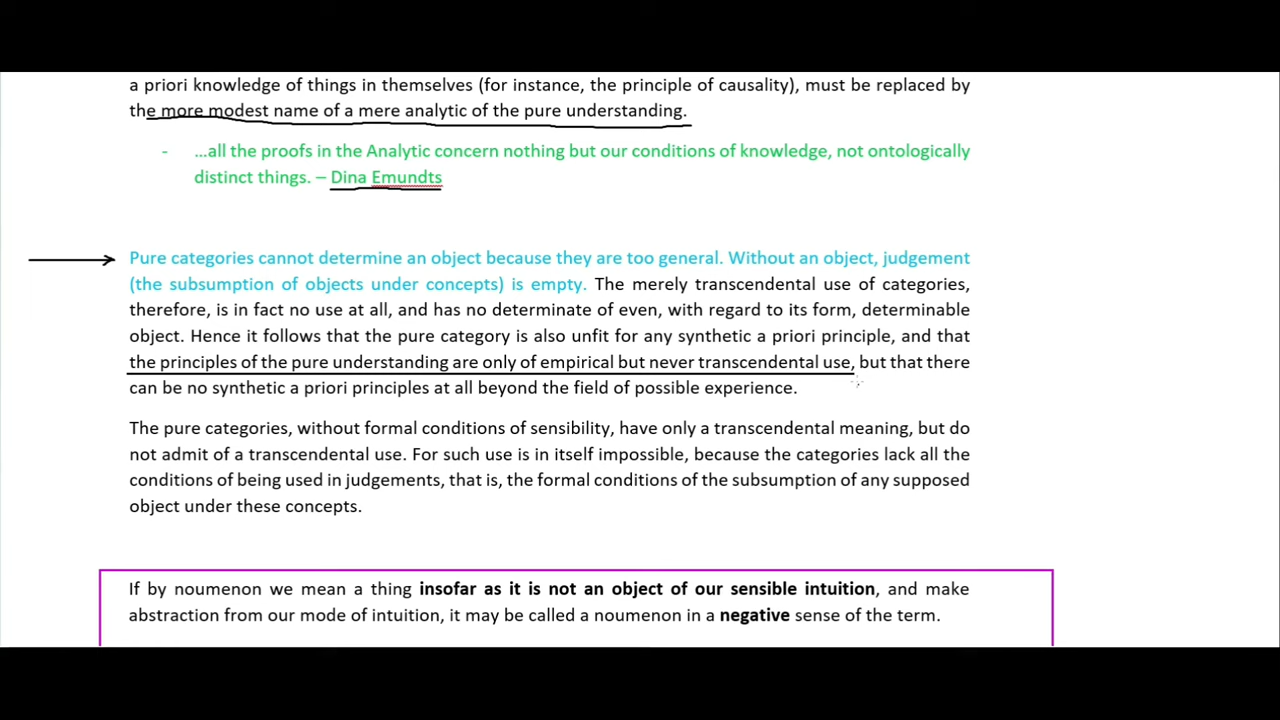 a priori knowledge of things in themselves (for instance, the principle of causality), must be replaced by
the more modest name of a mere analytic of the pure understanding.
- …all the proofs in the Analytic concern nothing but our conditions of knowledge, not ontologically
distinct things. – Dina Emundts
Pure categories cannot determine an object because they are too general. Without an object, judgement
(the subsumption of objects under concepts) is empty. The merely transcendental use of categories,
therefore, is in fact no use at all, and has no determinate of even, with regard to its form, determinable
object. Hence it follows that the pure category is also unfit for any synthetic a priori principle, and that
the principles of the pure understanding are only of empirical but never transcendental use, but that there
can be no synthetic a priori principles at all beyond the field of possible experience.
The pure categories, without formal conditions of sensibility, have only a transcendental meaning, but do
not admit of a transcendental use. For such use is in itself impossible, because the categories lack all the
conditions of being used in judgements, that is, the formal conditions of the subsumption of any supposed
object under these concepts.
If by noumenon we mean a thing insofar as it is not an object of our sensible intuition, and make
abstraction from our mode of intuition, it may be called a noumenon in a negative sense of the term.